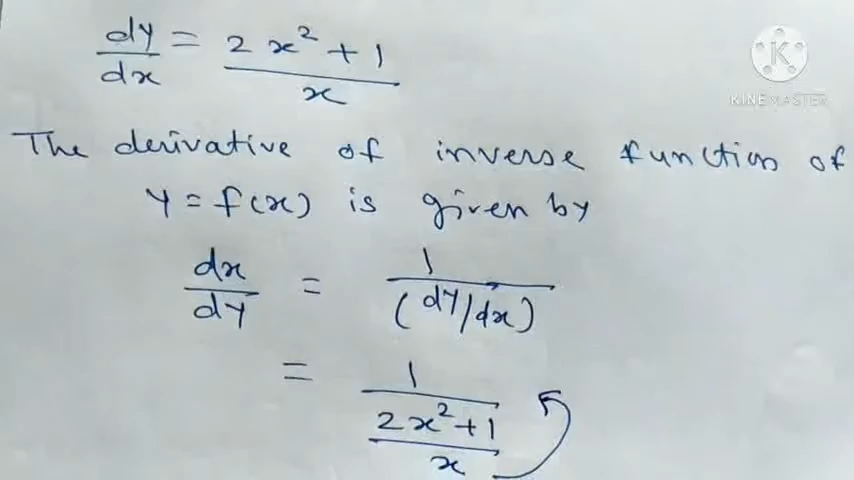 dy/dx = (2x² + 1)/x
KINEMASTER
The derivative of inverse function of
y = f(x) is given by
dx/dy = 1/(dy/dx)
= 1/((2x² + 1)/x)